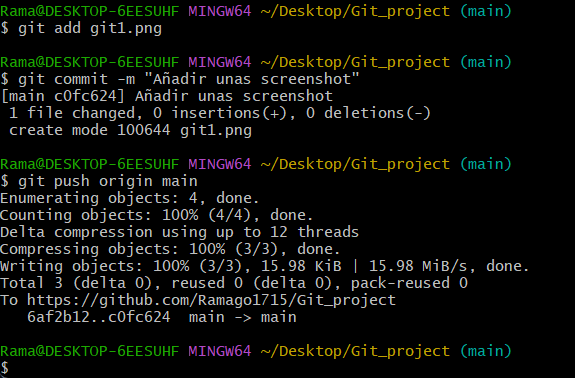 Rama@DESKTOP-6EESUHF MINGW64 ~/Desktop/Git_project (main)
$ git add git1.png
Rama@DESKTOP-6EESUHF MINGW64 ~/Desktop/Git_project (main)
$ git commit -m "Añadir unas screenshot"
[main c0fc624] Añadir unas screenshot
 1 file changed, 0 insertions(+), 0 deletions(-)
 create mode 100644 git1.png
Rama@DESKTOP-6EESUHF MINGW64 ~/Desktop/Git_project (main)
$ git push origin main
Enumerating objects: 4, done.
Counting objects: 100% (4/4), done.
Delta compression using up to 12 threads
Compressing objects: 100% (3/3), done.
Writing objects: 100% (3/3), 15.98 KiB | 15.98 MiB/s, done.
Total 3 (delta 0), reused 0 (delta 0), pack-reused 0
To https://github.com/Ramago1715/Git_project
   6af2b12..c0fc624  main -> main
Rama@DESKTOP-6EESUHF MINGW64 ~/Desktop/Git_project (main)
$